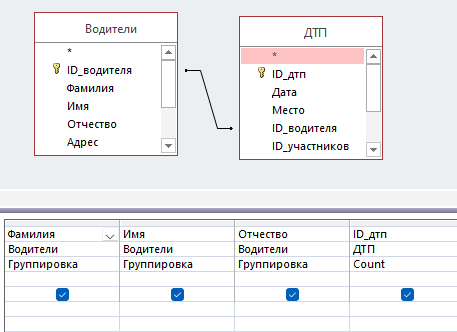 Водители
*
ID_водителя
Фамилия
Имя
Отчество
Адрес
ДТП
*
ID_дтп
Дата
Место
ID_водителя
ID_участников
Фамилия Имя Отчество ID_дтп
Водители Водители Водители ДТП
Группировка Группировка Группировка Count